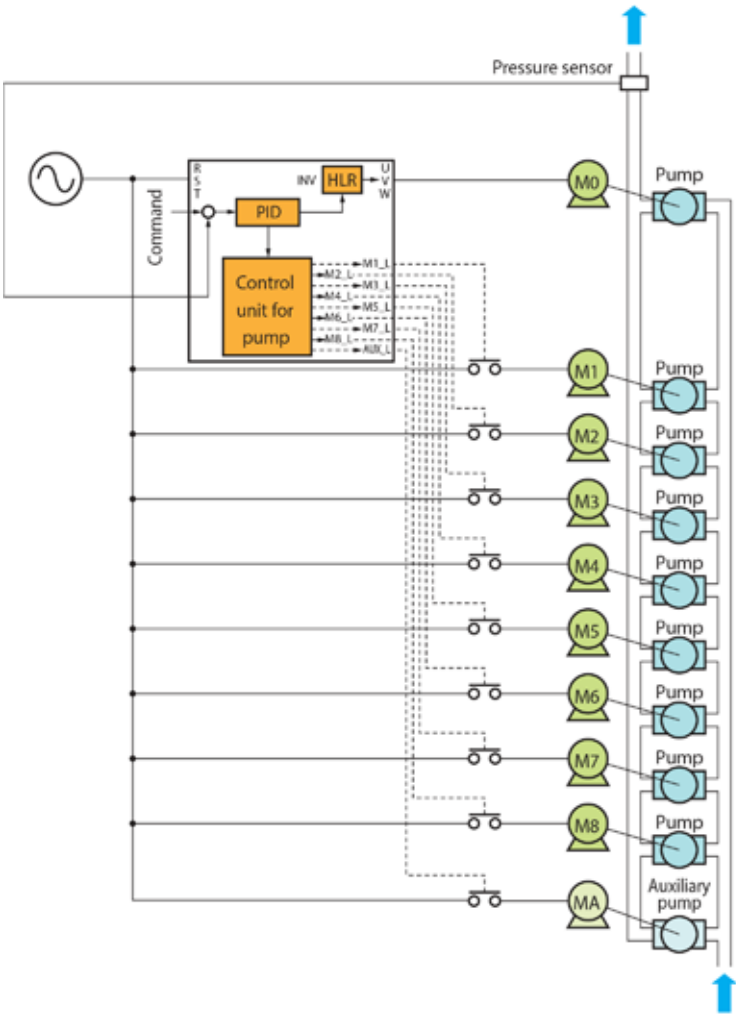 Pressure sensor
R
S
T
INV
HLR
U
V
W
M0
Pump
Command
PID
Control
unit for
pump
M1_L
M2_L
M3_L
M4_L
M5_L
M6_L
M7_L
M8_L
AUX_L
M1
Pump
M2
Pump
M3
Pump
M4
Pump
M5
Pump
M6
Pump
M7
Pump
M8
Pump
MA
Auxiliary
pump